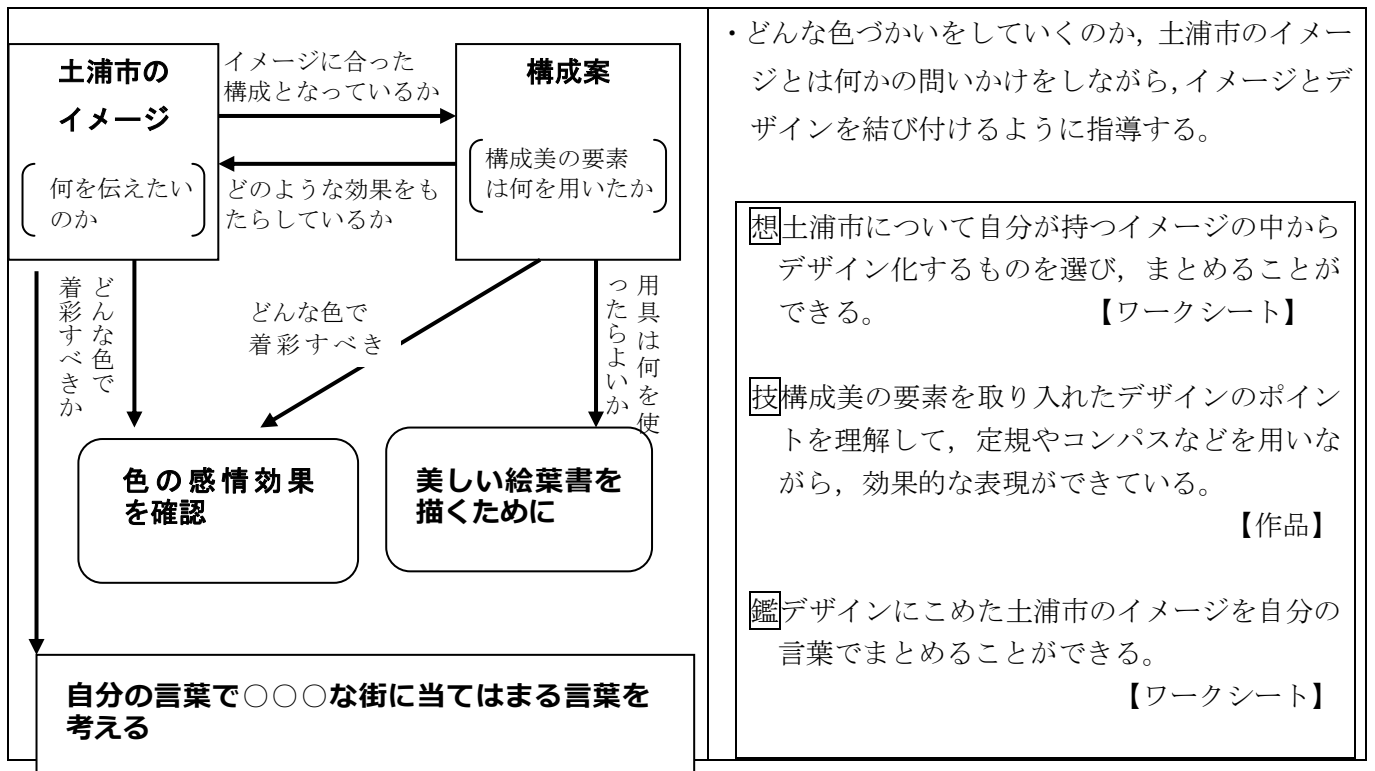 土浦市の
イメージ
何を伝えたい
のか
イメージに合った
構成となっているか
どのような効果をも
たらしているか
構成案
構成美の要素
は何を用いたか
どんな色で
着彩すべきか
どんな色で
着彩すべき
用具は何を使
ったらよいか
色の感情効果
を確認
美しい絵葉書を
描くために
自分の言葉で○○○な街に当てはまる言葉を
考える
・どんな色づかいをしていくのか，土浦市のイメー
ジとは何かの問いかけをしながら，イメージとデ
ザインを結び付けるように指導する。
想土浦市について自分が持つイメージの中から
デザイン化するものを選び，まとめることが
できる。 【ワークシート】
技構成美の要素を取り入れたデザインのポイン
トを理解して，定規やコンパスなどを用いな
がら，効果的な表現ができている。
【作品】
鑑デザインにこめた土浦市のイメージを自分の
言葉でまとめることができる。
【ワークシート】